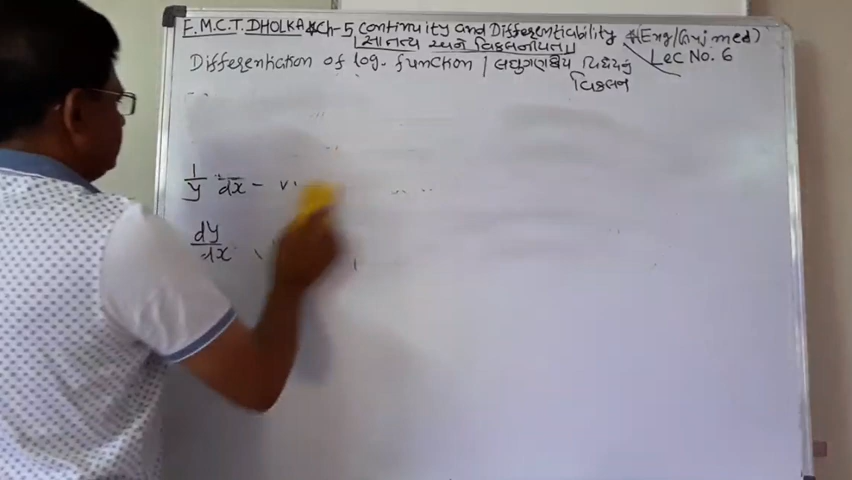 F.M.C.T. DHOLKA Ch-5 Continuity and Differentiability (Eng/Guj med)
સાતત્ય અને વિકલનીયતા
Lec No. 6
Differentiation of log. function | લઘુગણકીય વિધેયનું
વિકલન
1/y dx -
dy/dx